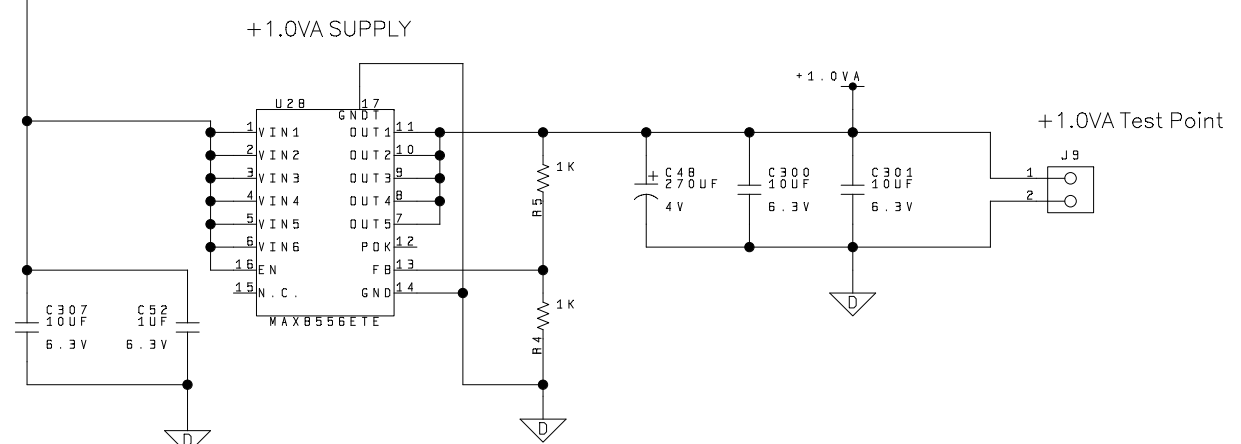 +1.0VA SUPPLY
+1.0VA
+1.0VA Test Point
U28
17
GNDT
1 VIN1 OUT1 11
2 VIN2 OUT2 10
3 VIN3 OUT3 9
4 VIN4 OUT4 8
5 VIN5 OUT5 7
6 VIN6 POK 12
16 EN FB 13
15 N.C. GND 14
MAX8556ETE
1K
R5
1K
R4
C48
270UF
4V
C300
10UF
6.3V
C301
10UF
6.3V
J9
1
2
C307
10UF
6.3V
C52
1UF
6.3V
D
D
D